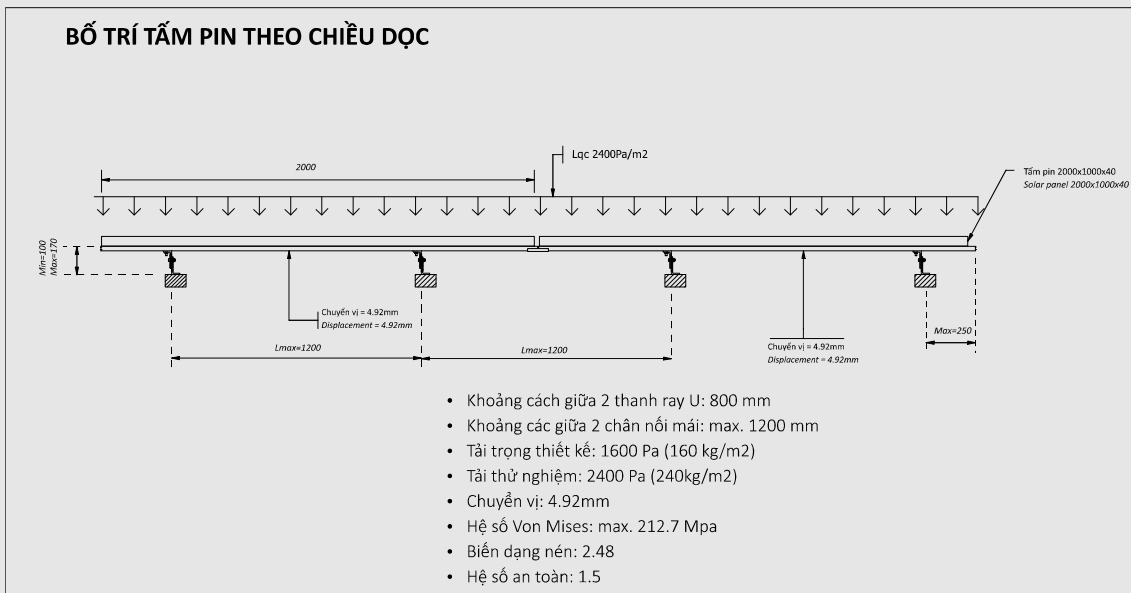 BỐ TRÍ TẤM PIN THEO CHIỀU DỌC
Lqc 2400Pa/m2
2000
Tấm pin 2000x1000x40
Solar panel 2000x1000x40
Min=100
Max=170
Chuyển vị = 4.92mm
Displacement = 4.92mm
Max=250
Chuyển vị = 4.92mm
Displacement = 4.92mm
Lmax=1200
Lmax=1200
• Khoảng cách giữa 2 thanh ray U: 800 mm
• Khoảng các giữa 2 chân nối mái: max. 1200 mm
• Tải trọng thiết kế: 1600 Pa (160 kg/m2)
• Tải thử nghiệm: 2400 Pa (240kg/m2)
• Chuyển vị: 4.92mm
• Hệ số Von Mises: max. 212.7 Mpa
• Biến dạng nén: 2.48
• Hệ số an toàn: 1.5